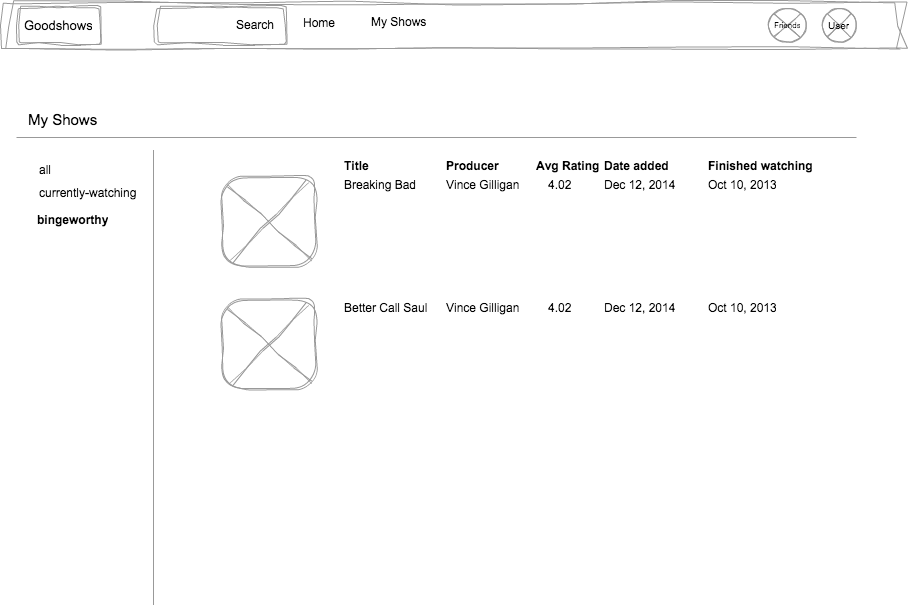 Goodshows Search Home My Shows Friends User
My Shows
all
currently-watching
bingeworthy
Title Producer Avg Rating Date added Finished watching
Breaking Bad Vince Gilligan 4.02 Dec 12, 2014 Oct 10, 2013
Better Call Saul Vince Gilligan 4.02 Dec 12, 2014 Oct 10, 2013